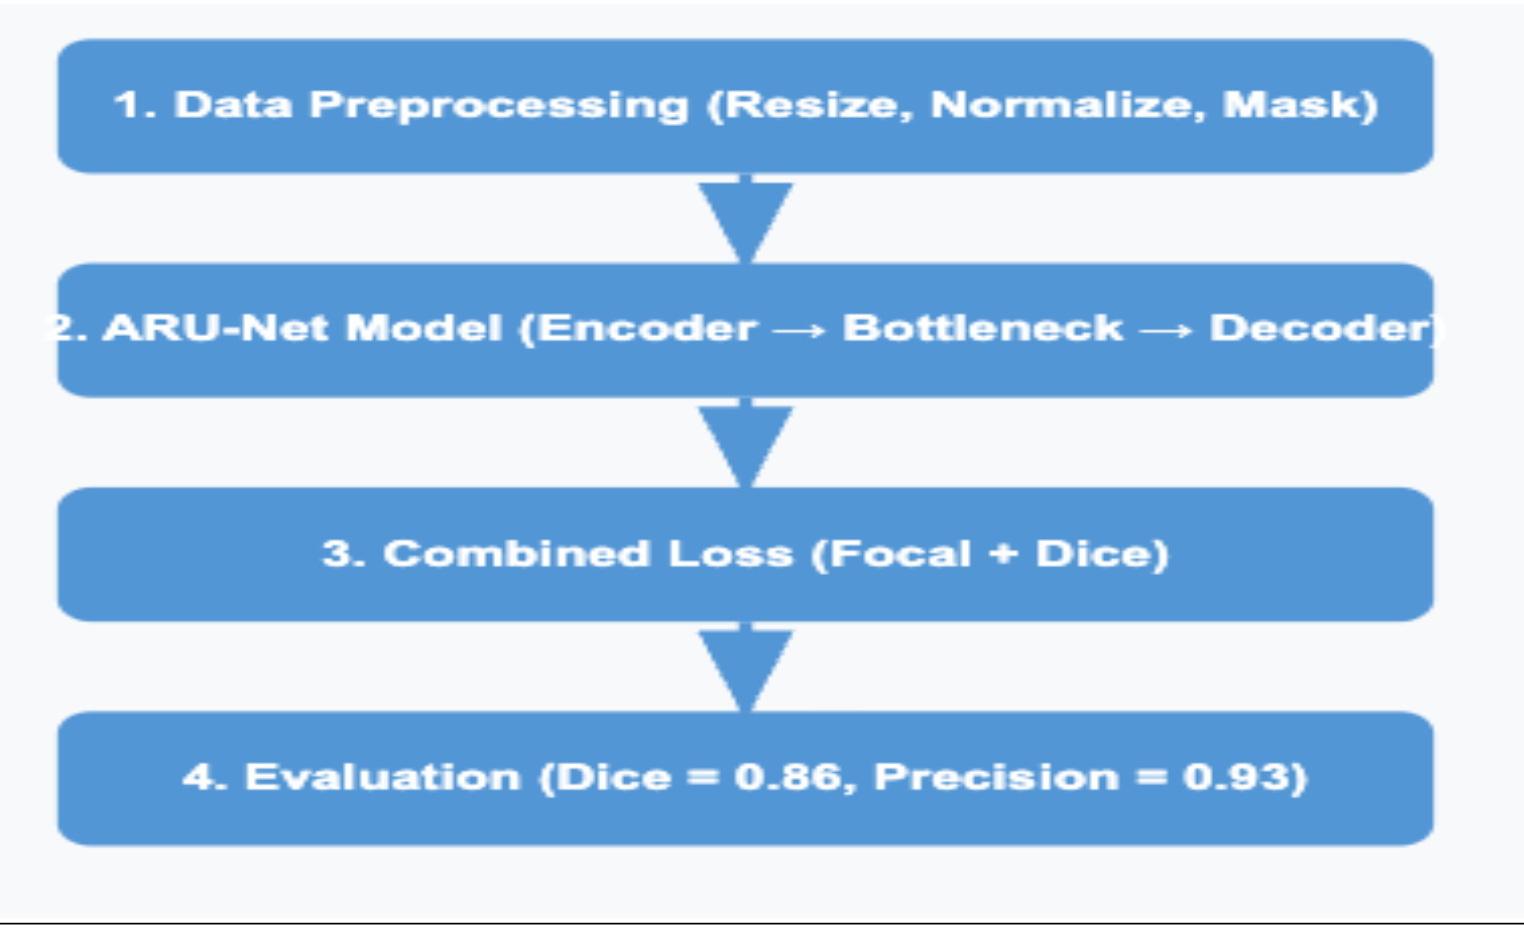 1. Data Preprocessing (Resize, Normalize, Mask)
2. ARU-Net Model (Encoder → Bottleneck → Decoder)
3. Combined Loss (Focal + Dice)
4. Evaluation (Dice = 0.86, Precision = 0.93)